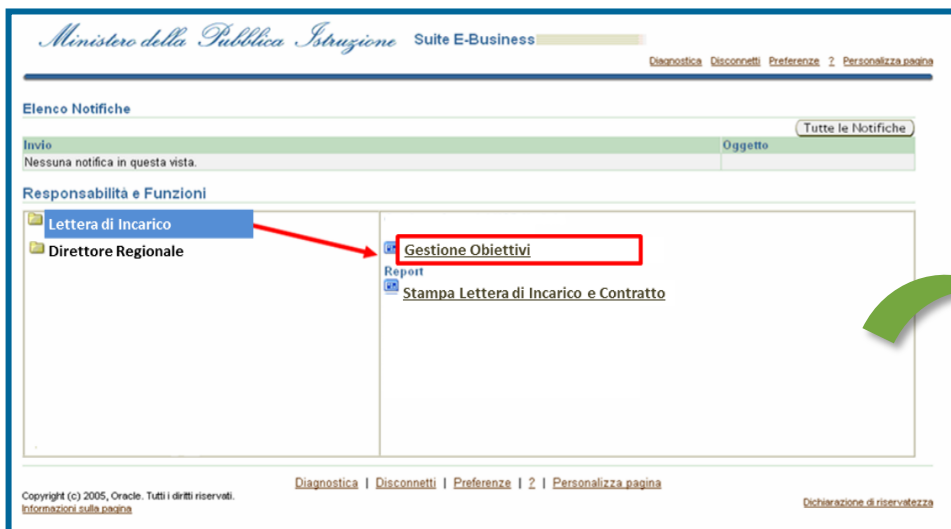 Ministero della Pubblica Istruzione Suite E-Business
Diagnostica Disconnetti Preferenze ? Personalizza pagina
Elenco Notifiche
Tutte le Notifiche
Invio Oggetto
Nessuna notifica in questa vista.
Responsabilità e Funzioni
Lettera di Incarico
Direttore Regionale
Gestione Obiettivi
Report
Stampa Lettera di Incarico e Contratto
Diagnostica | Disconnetti | Preferenze | ? | Personalizza pagina
Copyright (c) 2005, Oracle. Tutti i diritti riservati.
Informazioni sulla pagina
Dichiarazione di riservatezza